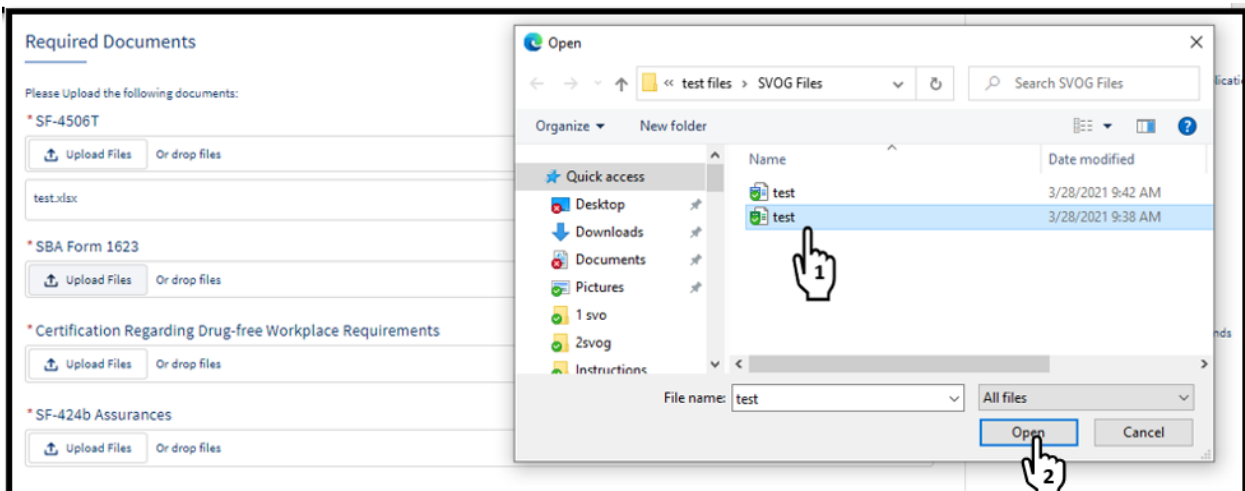 Required Documents
Please Upload the following documents:
* SF-4506T
Upload Files Or drop files
test.xlsx
* SBA Form 1623
Upload Files Or drop files
* Certification Regarding Drug-free Workplace Requirements
Upload Files Or drop files
* SF-424b Assurances
Upload Files Or drop files
Open
« test files > SVOG Files
Search SVOG Files
Organize
New folder
Quick access
Desktop
Downloads
Documents
Pictures
1 svo
2svog
Instructions
Name Date modified
test 3/28/2021 9:42 AM
test 3/28/2021 9:38 AM
1
File name: test
All files
Open Cancel
2